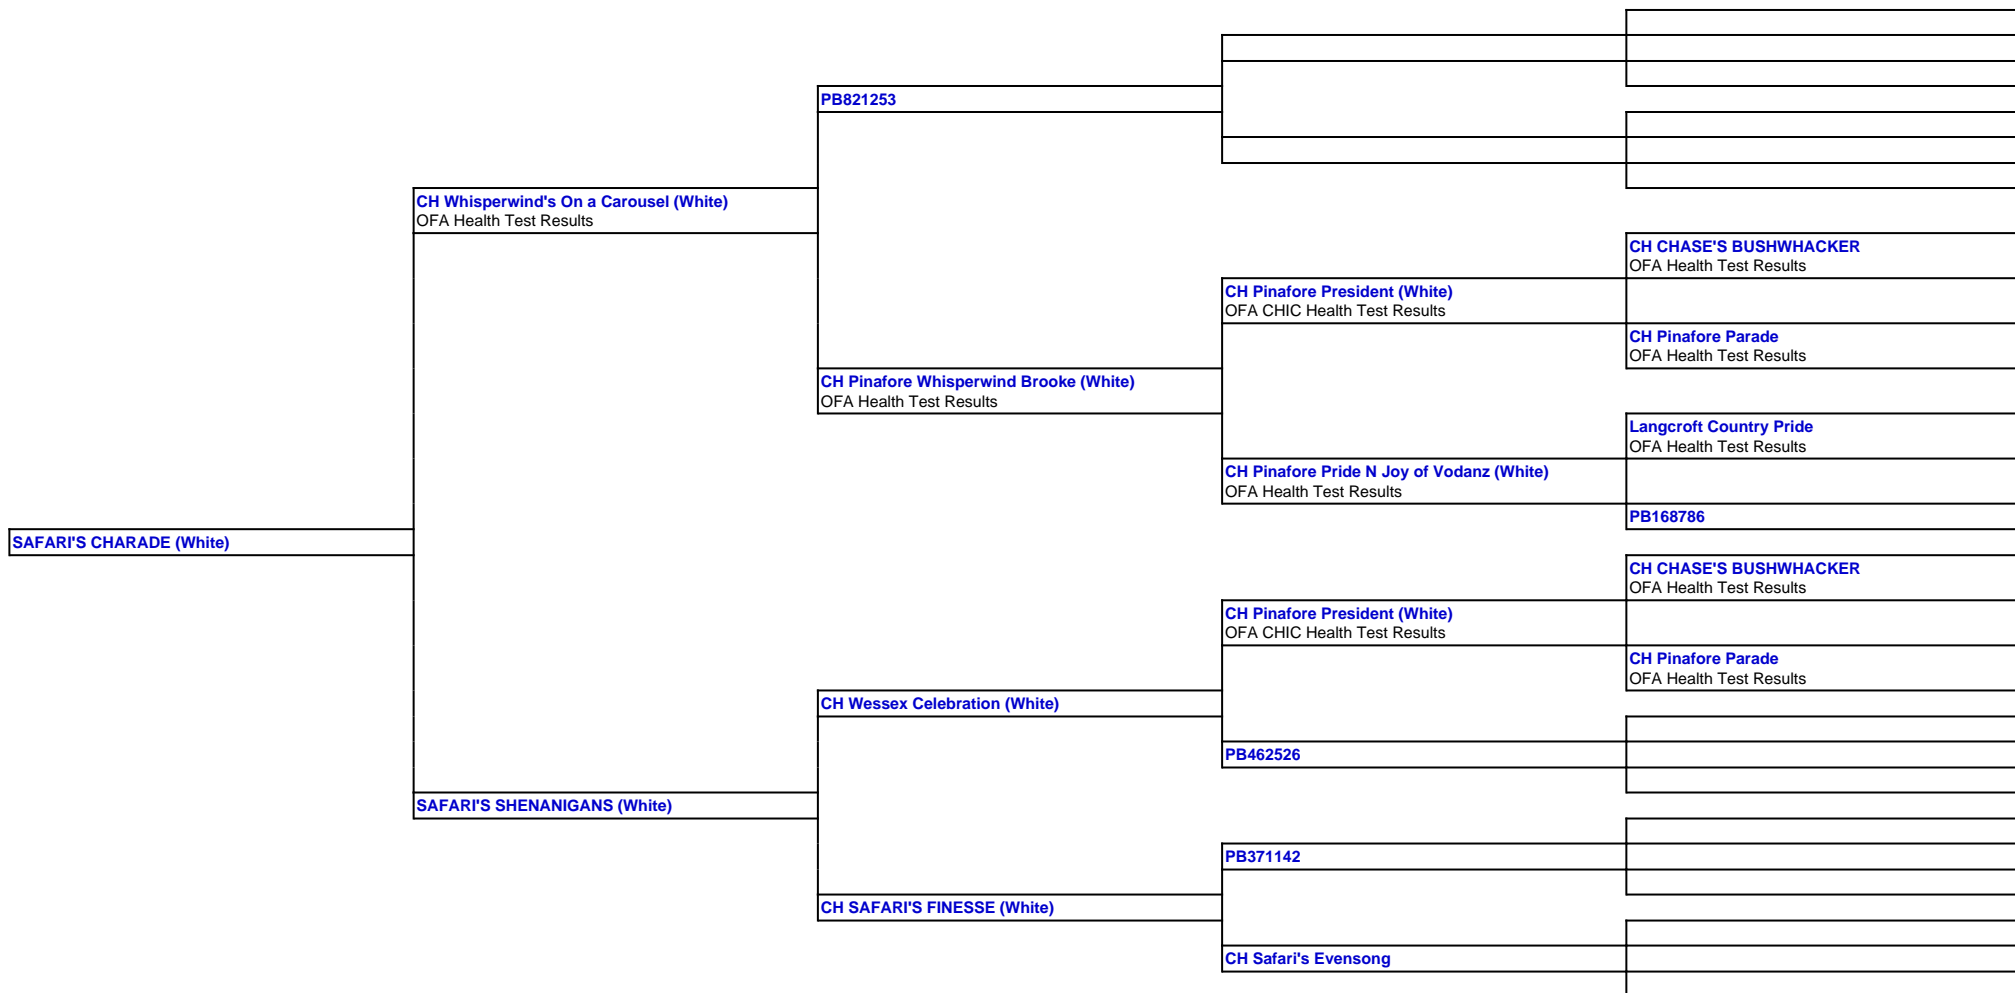 PB821253
CH Whisperwind's On a Carousel (White)
OFA Health Test Results
CH CHASE'S BUSHWHACKER
OFA Health Test Results
CH Pinafore President (White)
OFA CHIC Health Test Results
CH Pinafore Parade
OFA Health Test Results
CH Pinafore Whisperwind Brooke (White)
OFA Health Test Results
Langcroft Country Pride
OFA Health Test Results
CH Pinafore Pride N Joy of Vodanz (White)
OFA Health Test Results
PB168786
SAFARI'S CHARADE (White)
CH CHASE'S BUSHWHACKER
OFA Health Test Results
CH Pinafore President (White)
OFA CHIC Health Test Results
CH Pinafore Parade
OFA Health Test Results
CH Wessex Celebration (White)
PB462526
SAFARI'S SHENANIGANS (White)
PB371142
CH SAFARI'S FINESSE (White)
CH Safari's Evensong